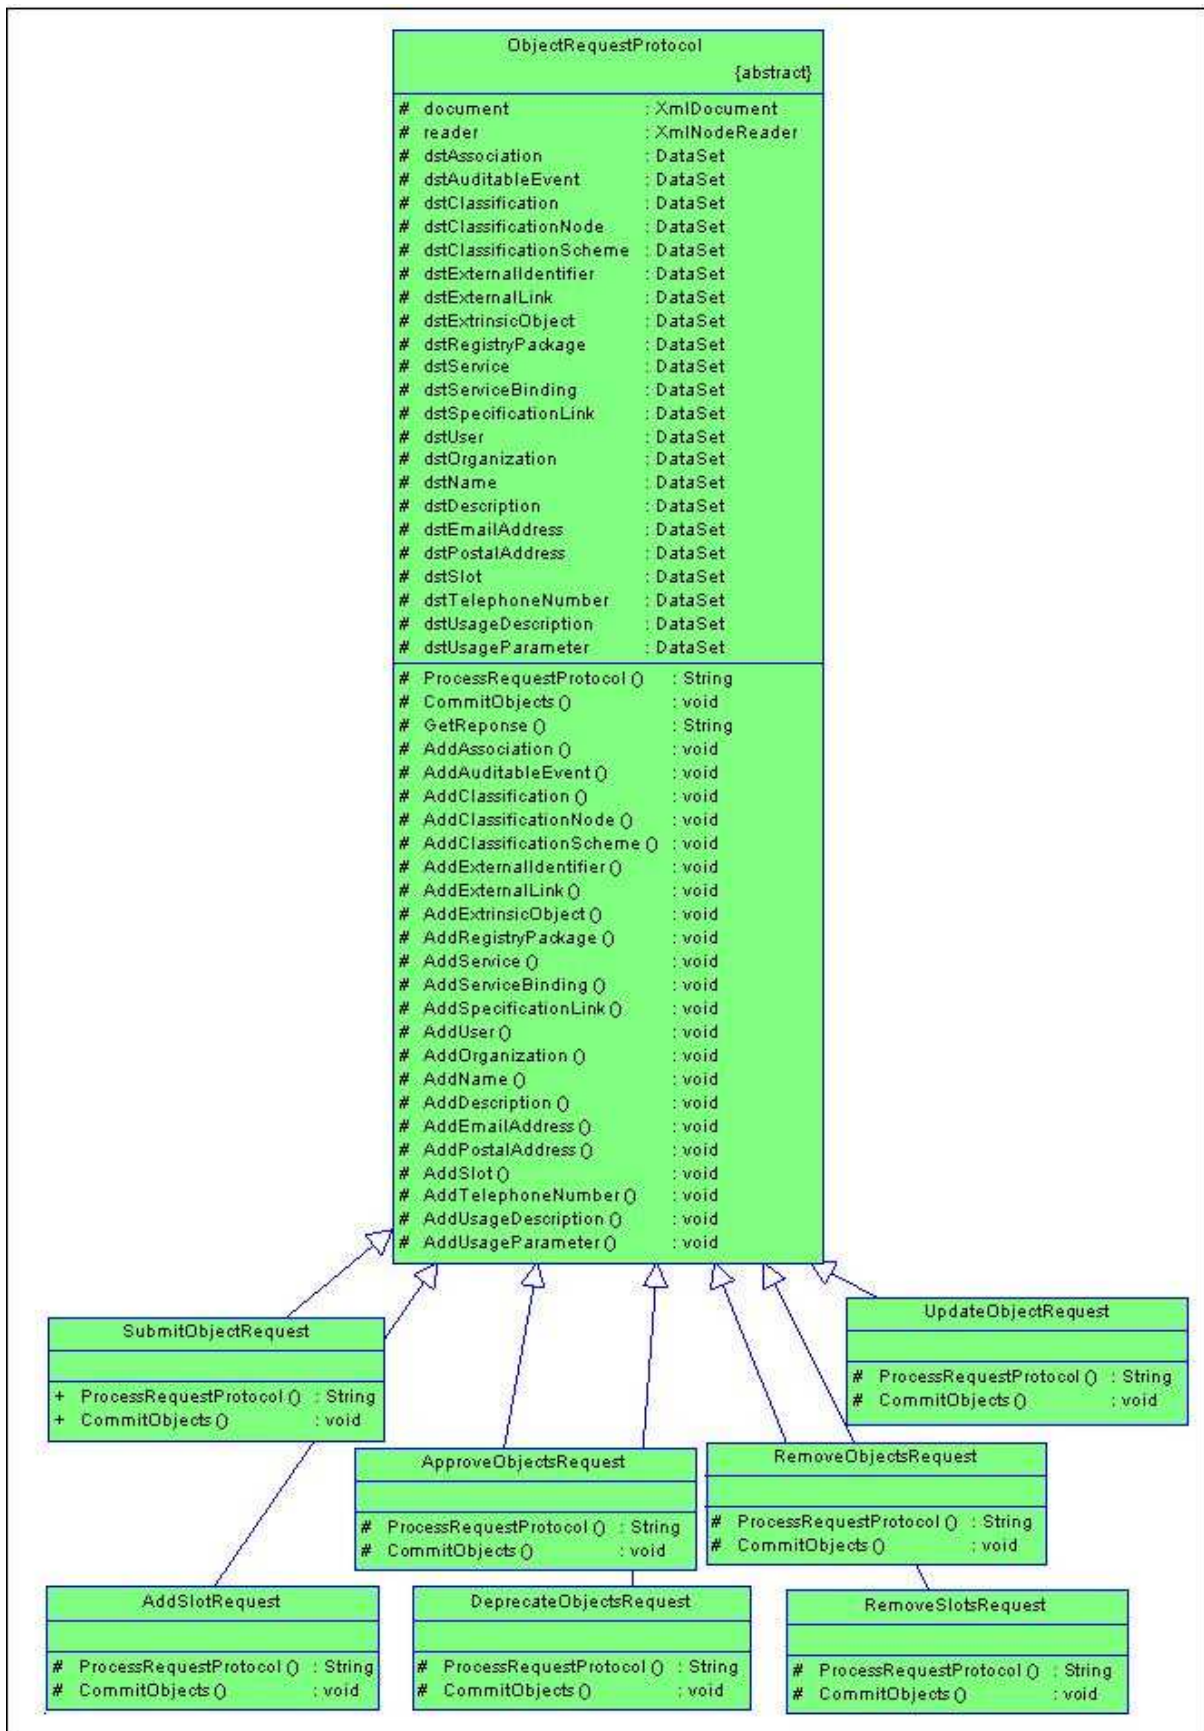 ObjectRequestProtocol
{abstract}
# document : XmlDocument
# reader : XmlNodeReader
# dstAssociation : DataSet
# dstAuditableEvent : DataSet
# dstClassification : DataSet
# dstClassificationNode : DataSet
# dstClassificationScheme : DataSet
# dstExternalIdentifier : DataSet
# dstExternalLink : DataSet
# dstExtrinsicObject : DataSet
# dstRegistryPackage : DataSet
# dstService : DataSet
# dstServiceBinding : DataSet
# dstSpecificationLink : DataSet
# dstUser : DataSet
# dstOrganization : DataSet
# dstName : DataSet
# dstDescription : DataSet
# dstEmailAddress : DataSet
# dstPostalAddress : DataSet
# dstSlot : DataSet
# dstTelephoneNumber : DataSet
# dstUsageDescription : DataSet
# dstUsageParameter : DataSet
# ProcessRequestProtocol () : String
# CommitObjects () : void
# GetReponse () : String
# AddAssociation () : void
# AddAuditableEvent () : void
# AddClassification () : void
# AddClassificationNode () : void
# AddClassificationScheme () : void
# AddExternalIdentifier () : void
# AddExternalLink () : void
# AddExtrinsicObject () : void
# AddRegistryPackage () : void
# AddService () : void
# AddServiceBinding () : void
# AddSpecificationLink () : void
# AddUser () : void
# AddOrganization () : void
# AddName () : void
# AddDescription () : void
# AddEmailAddress () : void
# AddPostalAddress () : void
# AddSlot () : void
# AddTelephoneNumber () : void
# AddUsageDescription () : void
# AddUsageParameter () : void
SubmitObjectRequest
+ ProcessRequestProtocol () : String
+ CommitObjects () : void
UpdateObjectRequest
# ProcessRequestProtocol () : String
# CommitObjects () : void
ApproveObjectsRequest
# ProcessRequestProtocol () : String
# CommitObjects () : void
RemoveObjectsRequest
# ProcessRequestProtocol () : String
# CommitObjects () : void
AddSlotRequest
# ProcessRequestProtocol () : String
# CommitObjects () : void
DeprecateObjectsRequest
# ProcessRequestProtocol () : String
# CommitObjects () : void
RemoveSlotsRequest
# ProcessRequestProtocol () : String
# CommitObjects () : void